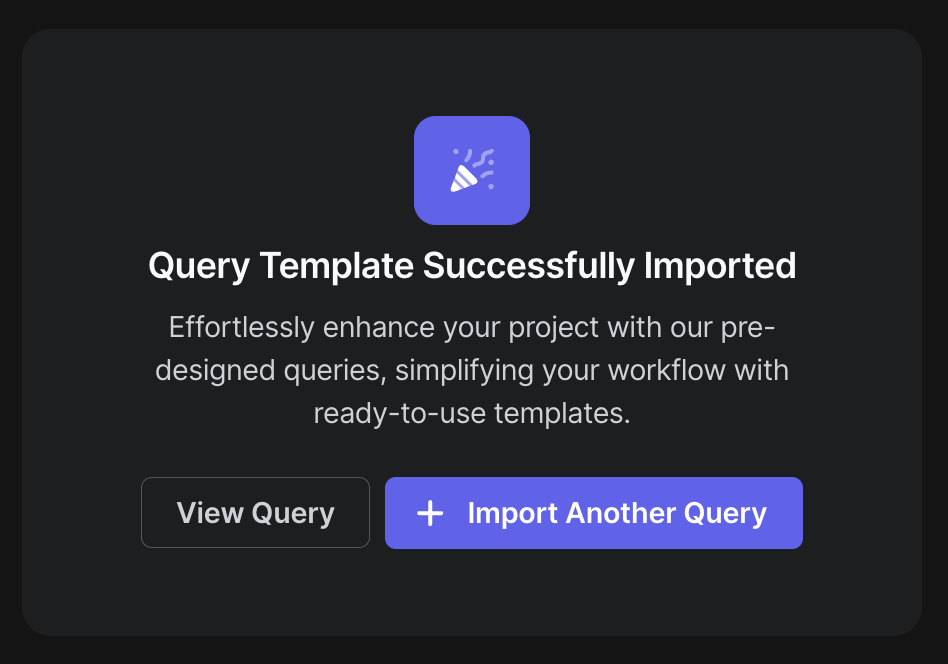 Query Template Successfully Imported
Effortlessly enhance your project with our pre-
designed queries, simplifying your workflow with
ready-to-use templates.
View Query
Import Another Query